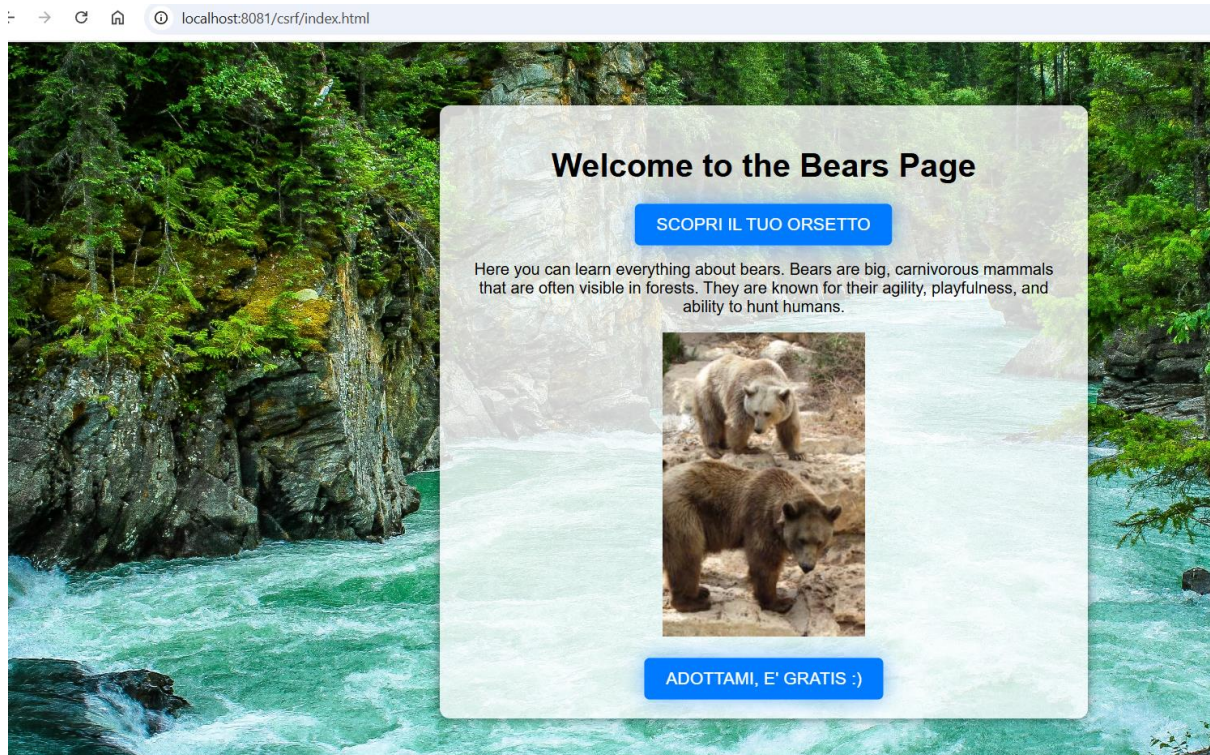 localhost:8081/csrf/index.html
Welcome to the Bears Page
SCOPRI IL TUO ORSETTO
Here you can learn everything about bears. Bears are big, carnivorous mammals
that are often visible in forests. They are known for their agility, playfulness, and
ability to hunt humans.
ADOTTAMI, E' GRATIS :)